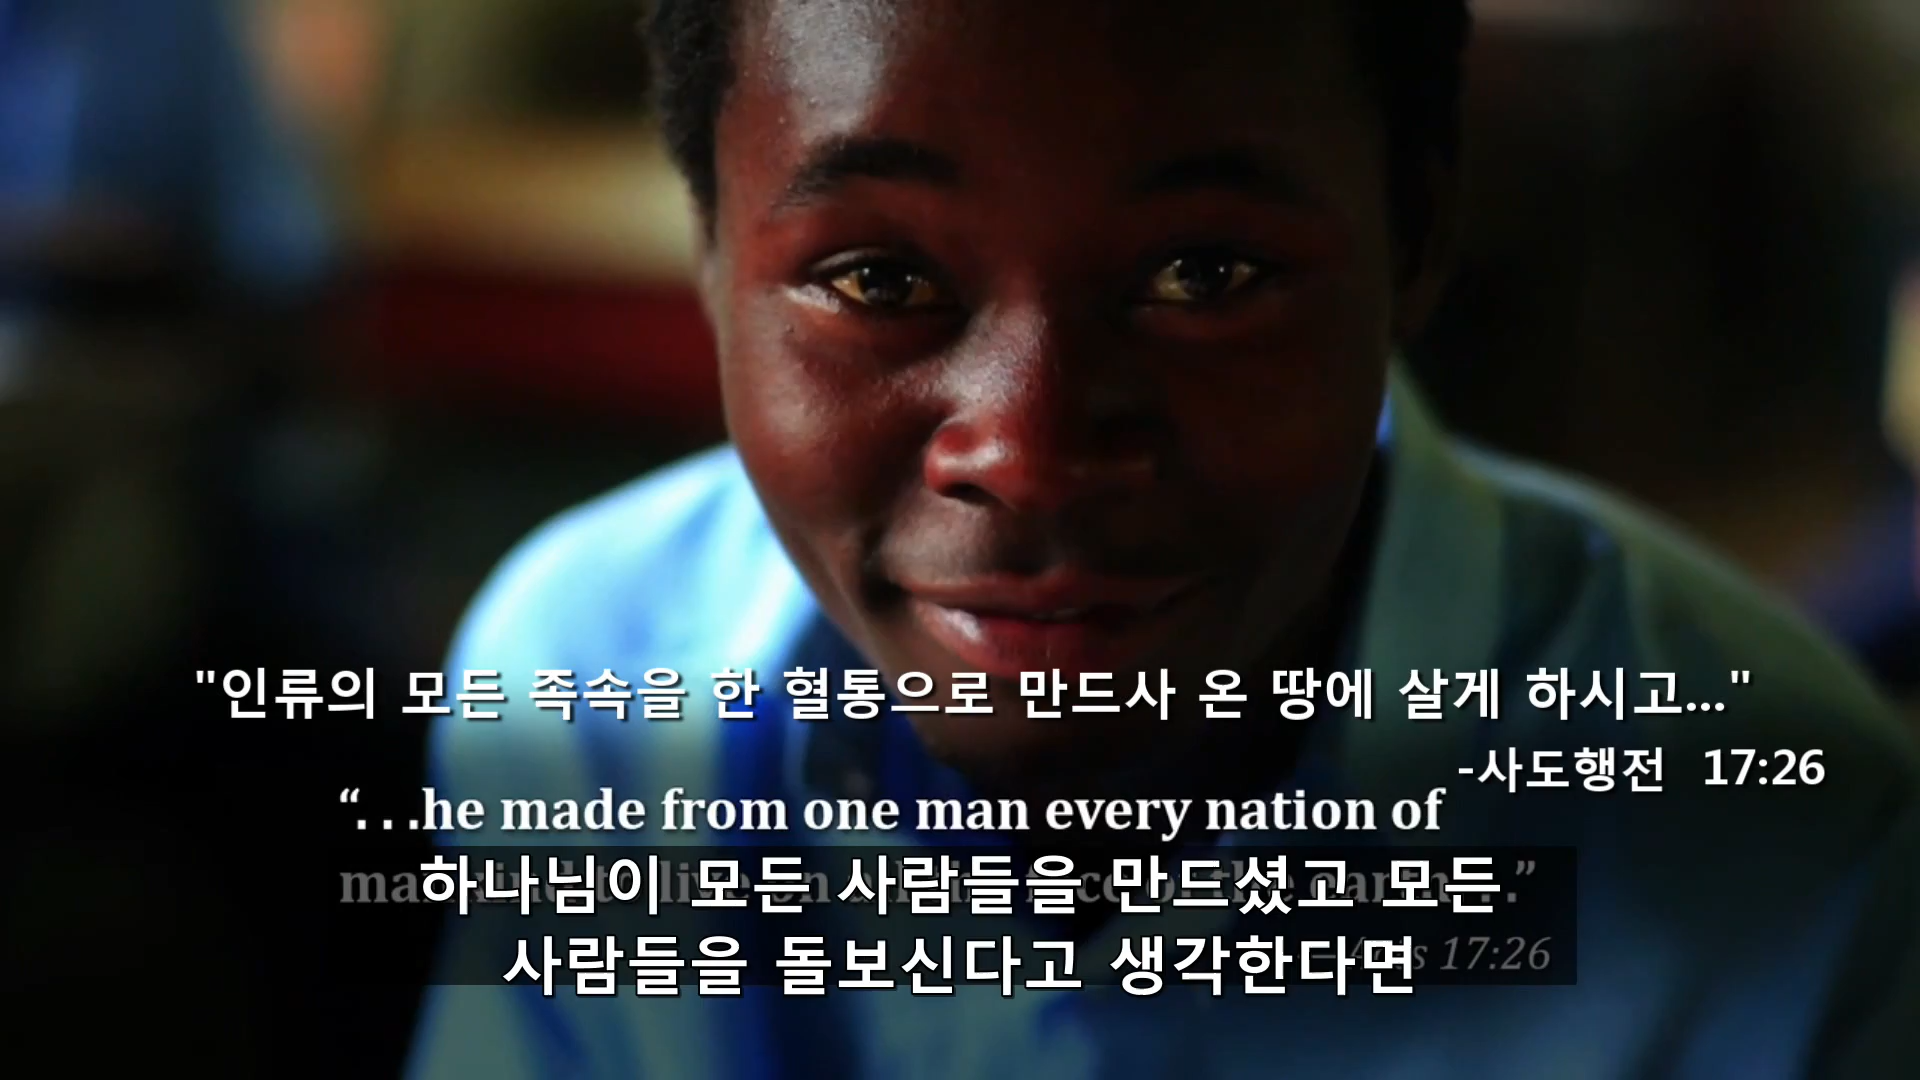 "인류의 모든 족속을 한 혈통으로 만드사 온 땅에 살게 하시고..."
-사도행전 17:26
“. . .he made from one man every nation of
하나님이 모든 사람들을 만드셨고 모든
사람들을 돌보신다고 생각한다면
17:26